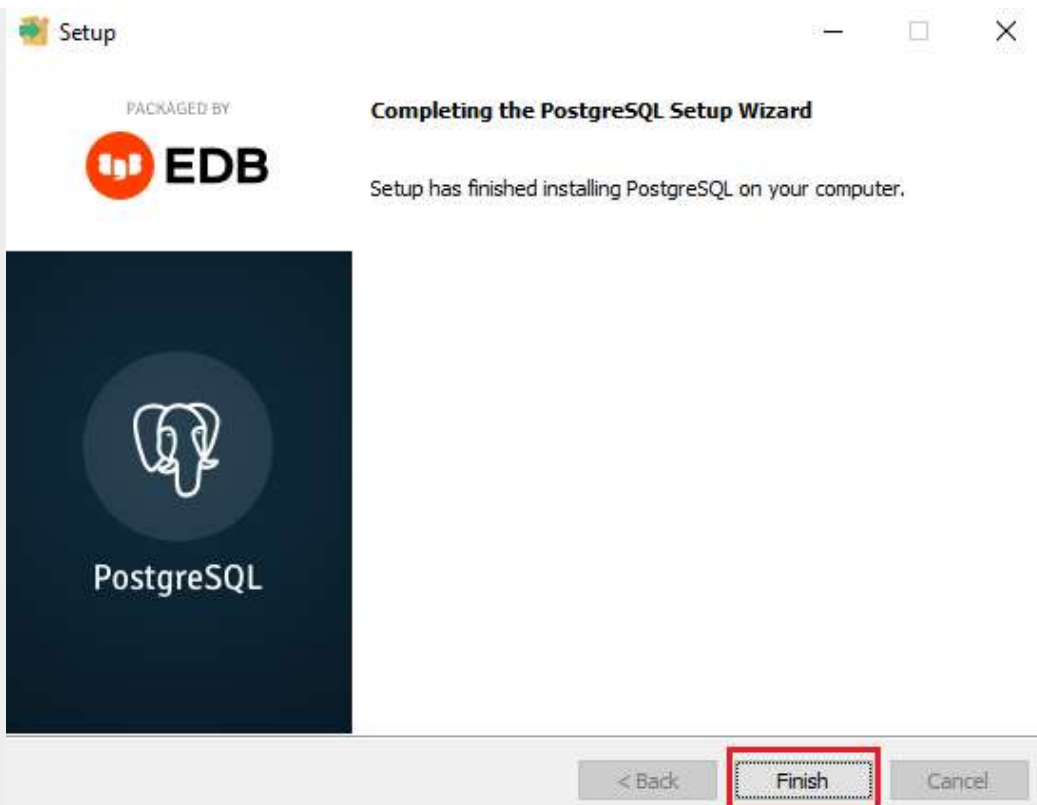 Setup
PACKAGED BY
EDB
Completing the PostgreSQL Setup Wizard
Setup has finished installing PostgreSQL on your computer.
PostgreSQL
< Back
Finish
Cancel